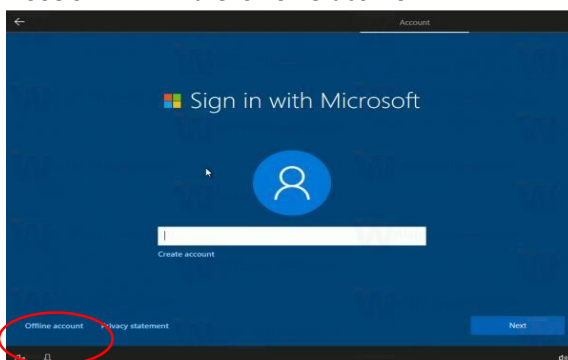 Account
Sign in with Microsoft
Create account
Offline account Privacy statement
Next